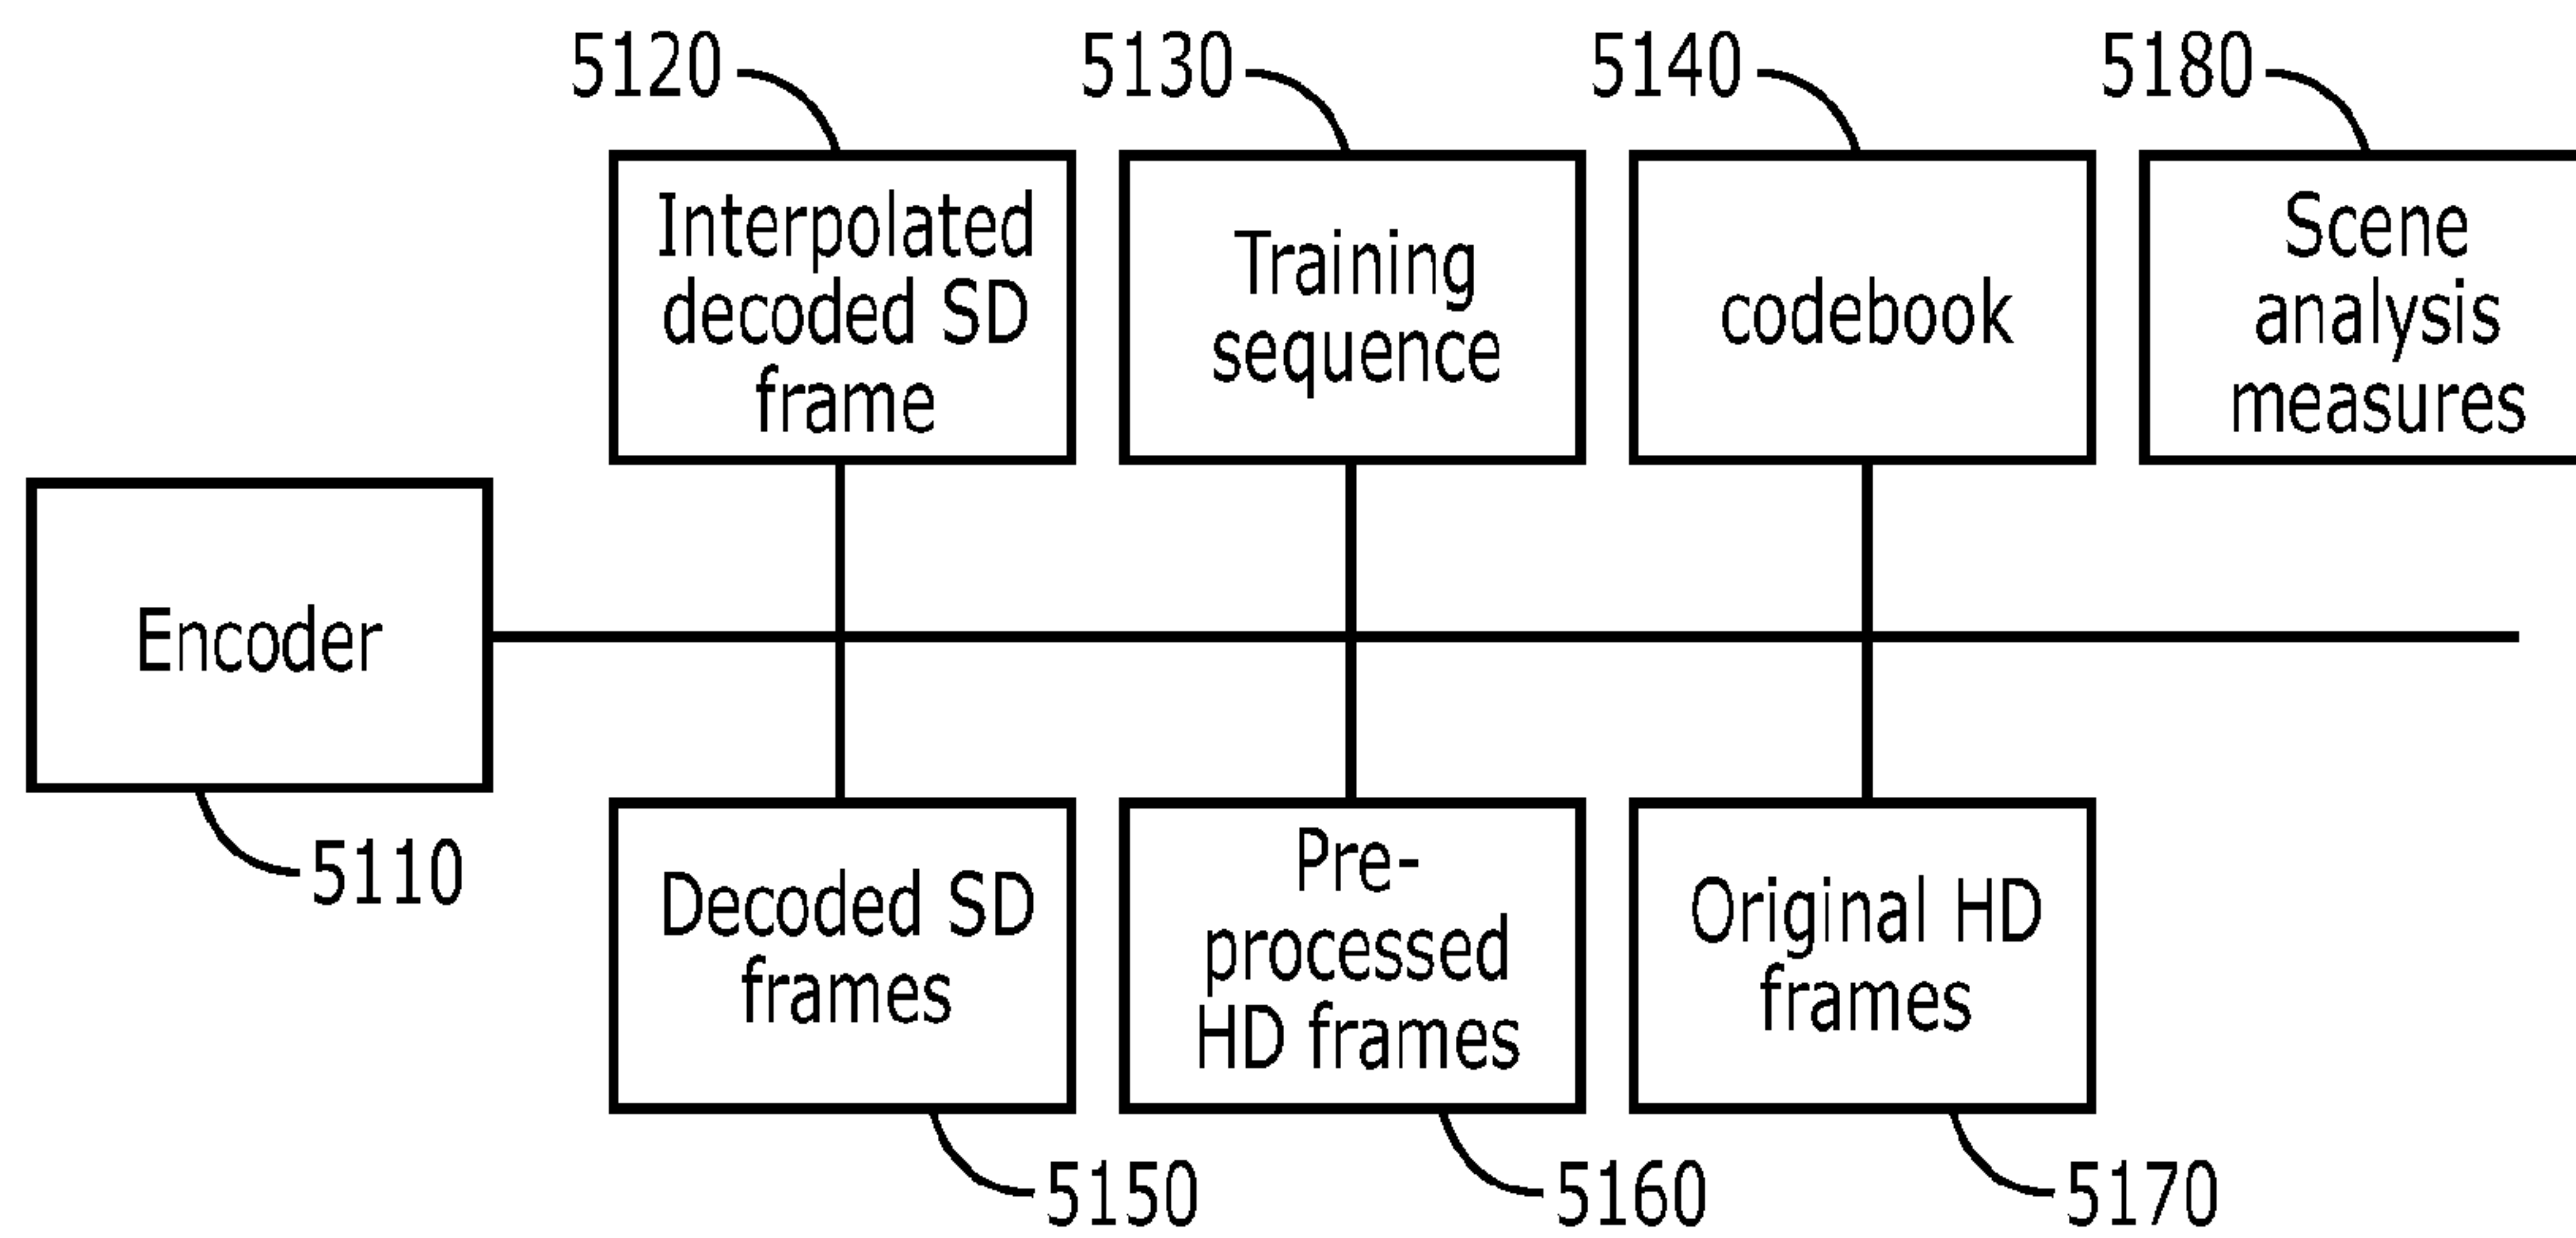 5120
5130
5140
5180
Interpolated
decoded SD
frame
Training
sequence
codebook
Scene
analysis
measures
Encoder
5110
Decoded SD
frames
Pre-
processed
HD frames
Original HD
frames
5150
5160
5170